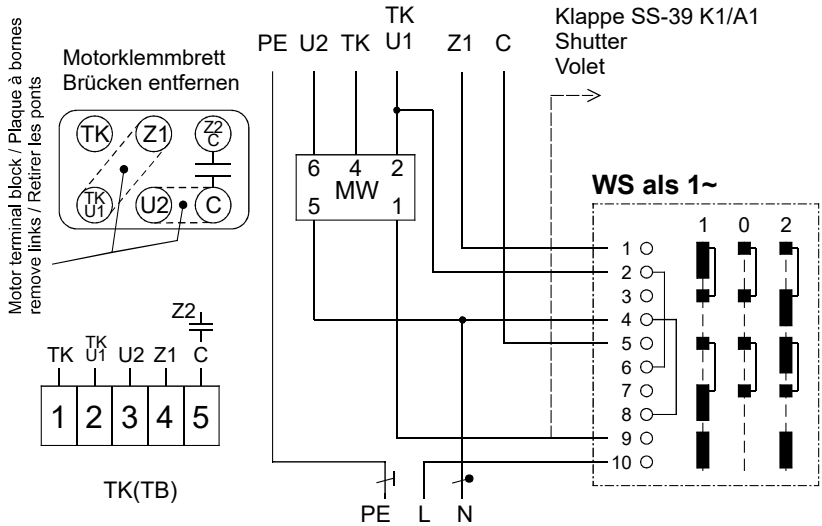 Motor terminal block / Plaque à bornes
remove links / Retirer les ponts
Motorklemmbrett
Brücken entfernen
TK Z1 Z2 C
TK U1 U2 C
Z2
TK TK U1 U2 Z1 C
1 2 3 4 5
TK(TB)
PE U2 TK TK U1 Z1 C
6 4 2
MW
5 1
PE L N
Klappe SS-39 K1/A1
Shutter
Volet
WS als 1~
1 0 2
1
2
3
4
5
6
7
8
9
10